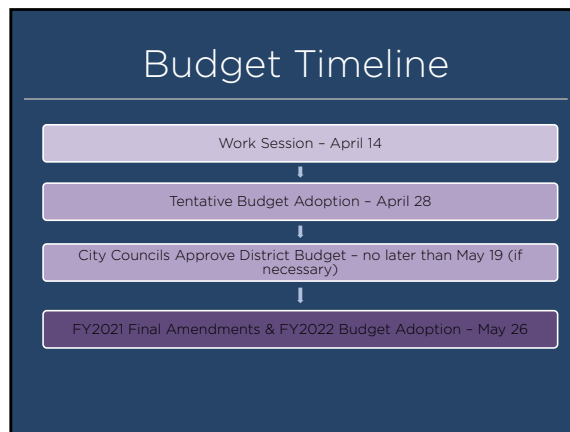 Budget Timeline
Work Session – April 14
Tentative Budget Adoption – April 28
City Councils Approve District Budget – no later than May 19 (if
necessary)
FY2021 Final Amendments & FY2022 Budget Adoption – May 26